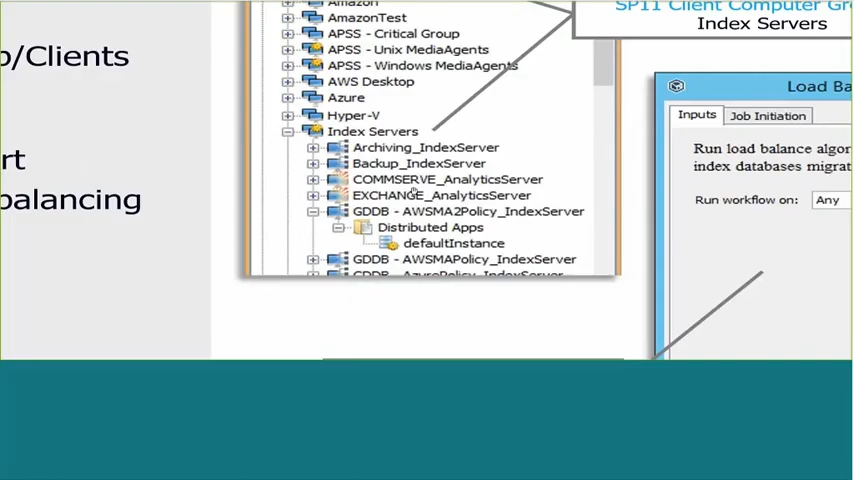 p/Clients
rt
balancing
Amazon
AmazonTest
APSS - Critical Group
APSS - Unix MediaAgents
APSS - Windows MediaAgents
AWS Desktop
Azure
Hyper-V
Index Servers
Archiving_IndexServer
Backup_IndexServer
COMMSERVE_AnalyticsServer
EXCHANGE_AnalyticsServer
GDDB - AWSMA2Policy_IndexServer
Distributed Apps
defaultInstance
GDDB - AWSMAPolicy_IndexServer
GDDB - AzurePolicy_IndexServer
SP11 Client Computer Gro
Index Servers
Load Ba
Inputs
Job Initiation
Run load balance algor
index databases migrat
Run workflow on:
Any